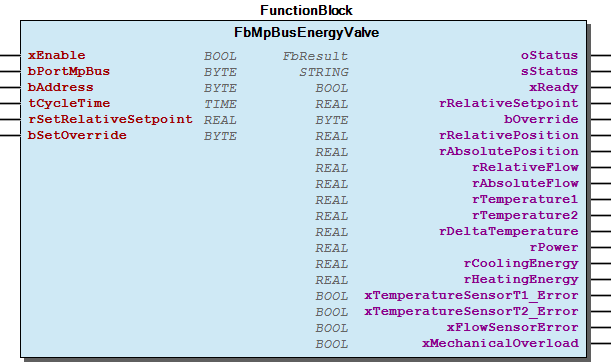 FunctionBlock
FbMpBusEnergyValve
xEnable BOOL FbResult oStatus
bPortMpBus BYTE STRING sStatus
bAddress BYTE BOOL xReady
tCycleTime TIME REAL rRelativeSetpoint
rSetRelativeSetpoint REAL BYTE bOverride
bSetOverride BYTE REAL rRelativePosition
REAL rAbsolutePosition
REAL rRelativeFlow
REAL rAbsoluteFlow
REAL rTemperature1
REAL rTemperature2
REAL rDeltaTemperature
REAL rPower
REAL rCoolingEnergy
REAL rHeatingEnergy
BOOL xTemperatureSensorT1_Error
BOOL xTemperatureSensorT2_Error
BOOL xFlowSensorError
BOOL xMechanicalOverload